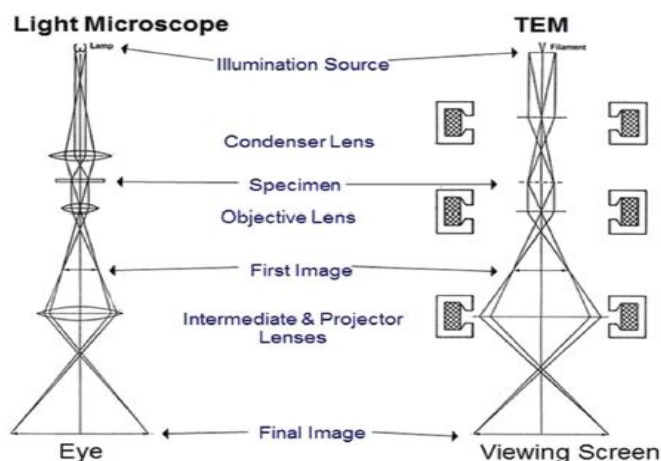 Light Microscope
TEM
Lamp
Filament
Illumination Source
Condenser Lens
Specimen
Objective Lens
First Image
Intermediate & Projector
Lenses
Final Image
Eye
Viewing Screen